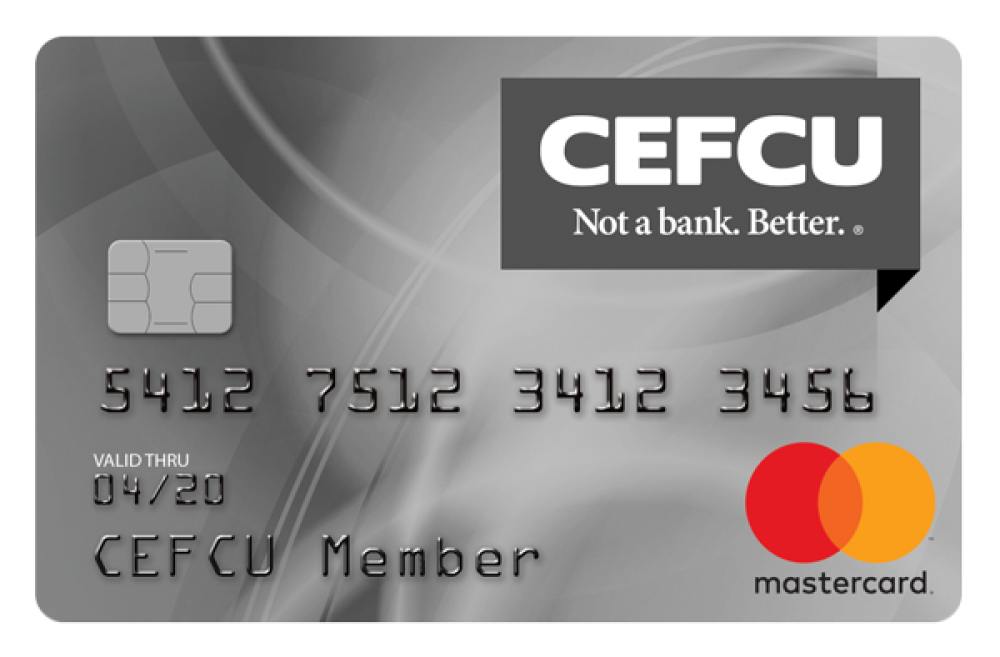 CEFCU
Not a bank. Better. ®
5412 7512 3412 3456
VALID THRU
04/20
CEFCU Member
mastercard.